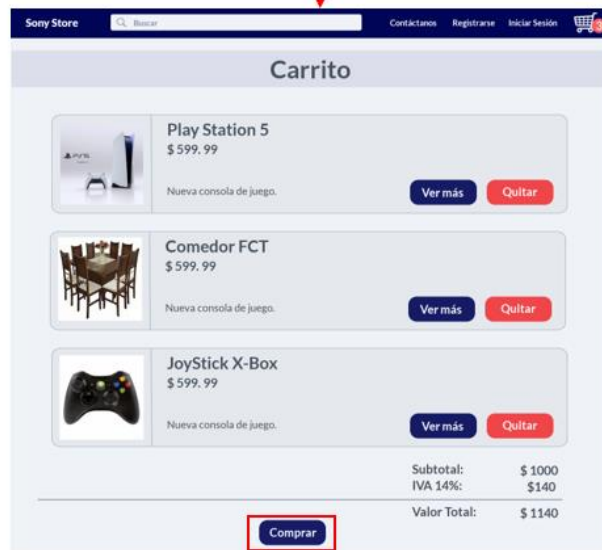 Sony Store Buscar Contáctanos Registrarse Iniciar Sesión 3
Carrito
Play Station 5
$ 599. 99
Nueva consola de juego.
Ver más Quitar
Comedor FCT
$ 599. 99
Nueva consola de juego.
Ver más Quitar
JoyStick X-Box
$ 599. 99
Nueva consola de juego.
Ver más Quitar
Subtotal: $ 1000
IVA 14%: $140
Valor Total: $ 1140
Comprar